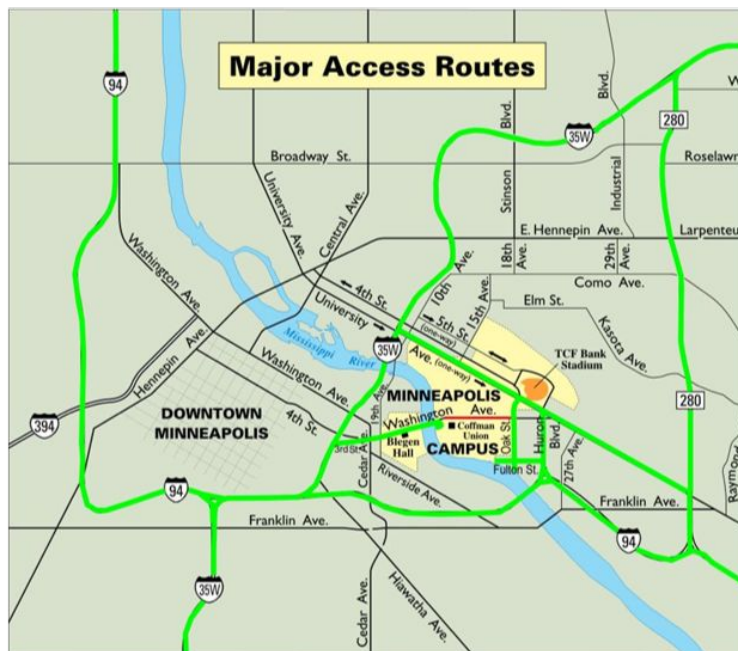 Major Access Routes
94
35W
280
Broadway St.
University Ave.
Central Ave.
Stinson
Blvd.
Industrial
Blvd.
Roselawn
W
E. Hennepin Ave.
Larpenteu
18th
Ave.
29th
Ave.
Washington Ave.
Hennepin Ave.
10th
Ave.
15th Ave.
Como Ave.
Elm St.
Kasota Ave.
4th St.
University
Ave. (one-way)
5th St.
(one-way)
Mississippi
River
35W
TCF Bank
Stadium
394
DOWNTOWN
MINNEAPOLIS
Washington Ave.
4th St.
19th Ave.
MINNEAPOLIS
Washington
Ave.
Coffman
Union
CAMPUS
Blegen
Hall
Oak St.
Huron
Blvd.
27th Ave.
280
3rd St.
Cedar Ave.
Riverside Ave.
Fulton St.
Raymond
94
Franklin Ave.
Franklin Ave.
94
35W
Cedar Ave.
Hiawatha Ave.